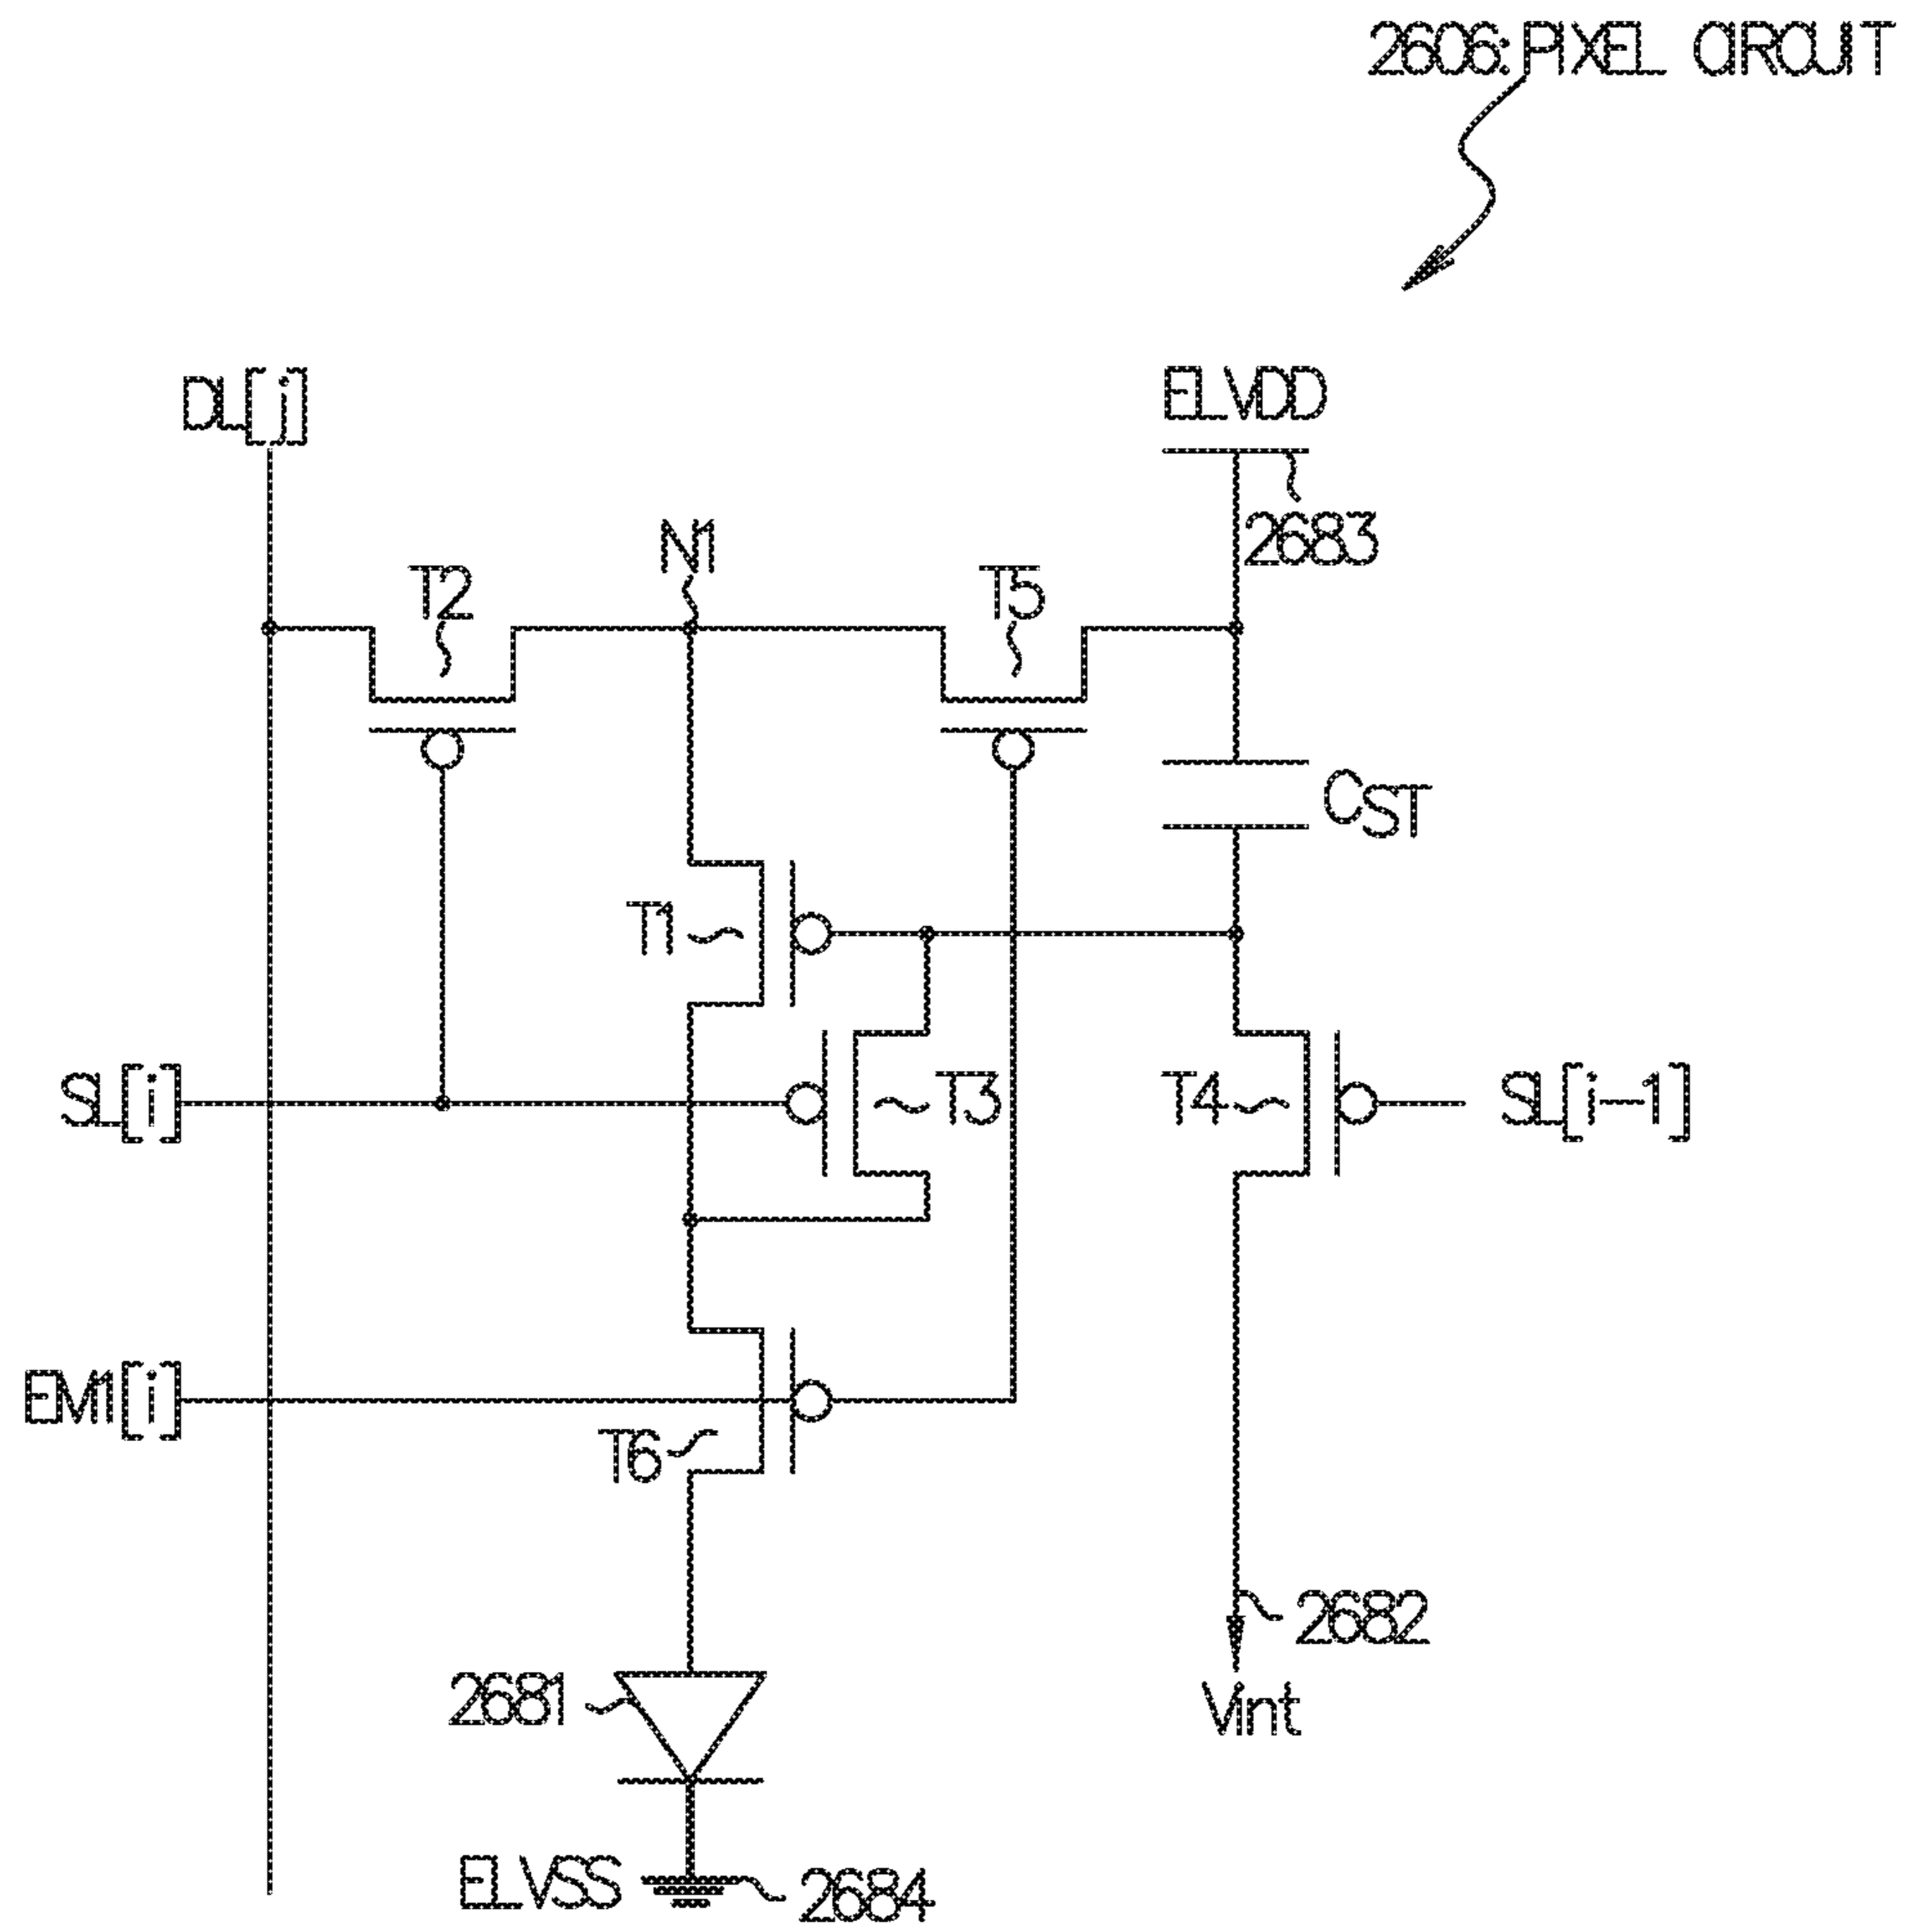 2606: PIXEL CIRCUIT
DL[j]
ELVDD
2683
N1
T2
T5
CST
T1
SL[i]
T3
T4
SL[i-1]
EM1[i]
T6
2682
2681
Vint
ELVSS
2684